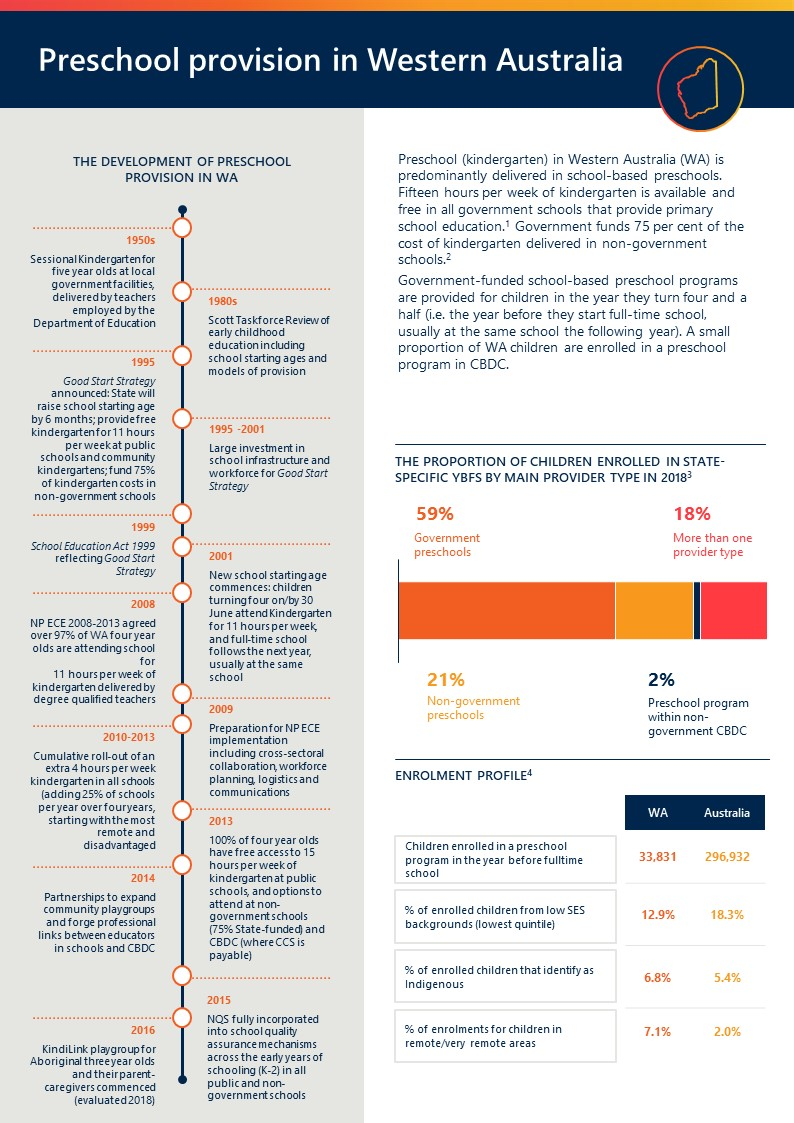 Preschool provision in Western Australia
THE DEVELOPMENT OF PRESCHOOL
PROVISION IN WA
1950s
Sessional Kindergarten for
five year olds at local
government facilities,
delivered by teachers
employed by the
Department of Education
1980s
Scott Taskforce Review of
early childhood
education including
school starting ages and
models of provision
1995
Good Start Strategy
announced: State will
raise school starting age
by 6 months; provide free
kindergarten for 11 hours
per week at public
schools and community
kindergartens; fund 75%
of kindergarten costs in
non-government schools
1995 -2001
Large investment in
school infrastructure and
workforce for Good Start
Strategy
1999
School Education Act 1999
reflecting Good Start
Strategy
2001
New school starting age
commences: children
turning four on/by 30
June attend Kindergarten
for 11 hours per week,
and full-time school
follows the next year,
usually at the same
school
2008
NP ECE 2008-2013 agreed
over 97% of WA four year
olds are attending school
for
11 hours per week of
kindergarten delivered by
degree qualified teachers
2009
Preparation for NP ECE
implementation
including cross-sectoral
collaboration, workforce
planning, logistics and
communications
2010-2013
Cumulative roll-out of an
extra 4 hours per week
kindergarten in all schools
(adding 25% of schools
per year over four years,
starting with the most
remote and
disadvantaged
2013
100% of four year olds
have free access to 15
hours per week of
kindergarten at public
schools, and options to
attend at non-
government schools
(75% State-funded) and
CBDC (where CCS is
payable)
2014
Partnerships to expand
community playgroups
and forge professional
links between educators
in schools and CBDC
2015
NQS fully incorporated
into school quality
assurance mechanisms
across the early years of
schooling (K-2) in all
public and non-
government schools
2016
KindiLink playgroup for
Aboriginal three year olds
and their parent-
caregivers commenced
(evaluated 2018)
Preschool (kindergarten) in Western Australia (WA) is
predominantly delivered in school-based preschools.
Fifteen hours per week of kindergarten is available and
free in all government schools that provide primary
school education.1 Government funds 75 per cent of the
cost of kindergarten delivered in non-government
schools.2
Government-funded school-based preschool programs
are provided for children in the year they turn four and a
half (i.e. the year before they start full-time school,
usually at the same school the following year). A small
proportion of WA children are enrolled in a preschool
program in CBDC.
THE PROPORTION OF CHILDREN ENROLLED IN STATE-
SPECIFIC YBFS BY MAIN PROVIDER TYPE IN 2018³
59%
Government
preschools
18%
More than one
provider type
21%
Non-government
preschools
2%
Preschool program
within non-
government CBDC
ENROLMENT PROFILE⁴
WA Australia
Children enrolled in a preschool
program in the year before fulltime
school
33,831 296,932
% of enrolled children from low SES
backgrounds (lowest quintile)
12.9% 18.3%
% of enrolled children that identify as
Indigenous
6.8% 5.4%
% of enrolments for children in
remote/very remote areas
7.1% 2.0%